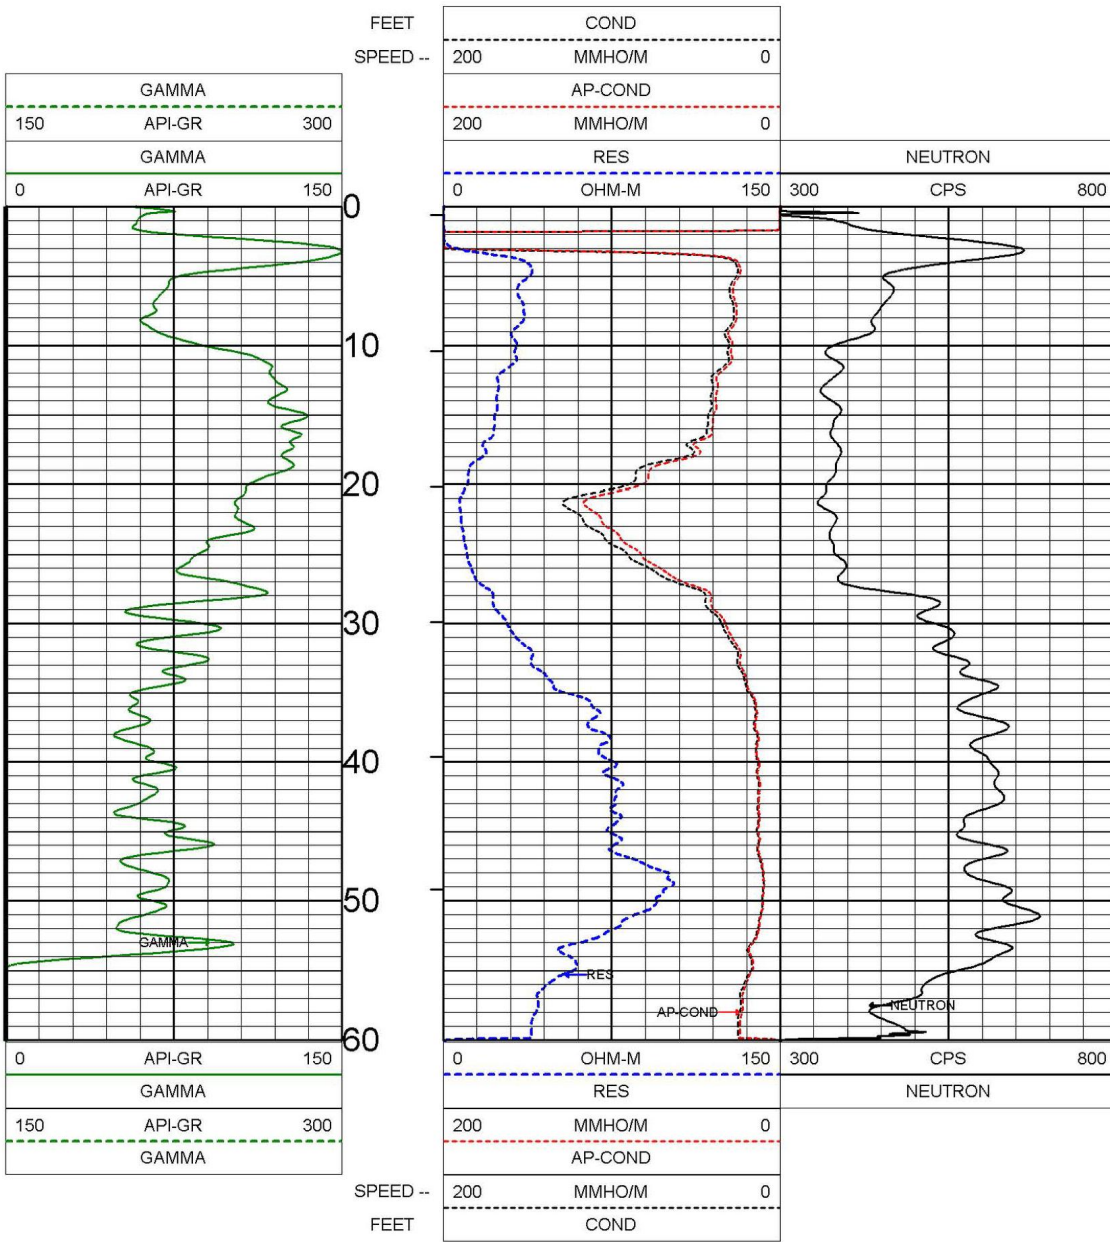 FEET COND
SPEED -- 200 MMHO/M 0
GAMMA AP-COND
150 API-GR 300 200 MMHO/M 0
GAMMA RES NEUTRON
0 API-GR 150 0 OHM-M 150 300 CPS 800
0
10
20
30
40
50
GAMMA
RES
NEUTRON
AP-COND
60
0 API-GR 150 0 OHM-M 150 300 CPS 800
GAMMA RES NEUTRON
150 API-GR 300 200 MMHO/M 0
GAMMA AP-COND
SPEED -- 200 MMHO/M 0
FEET COND